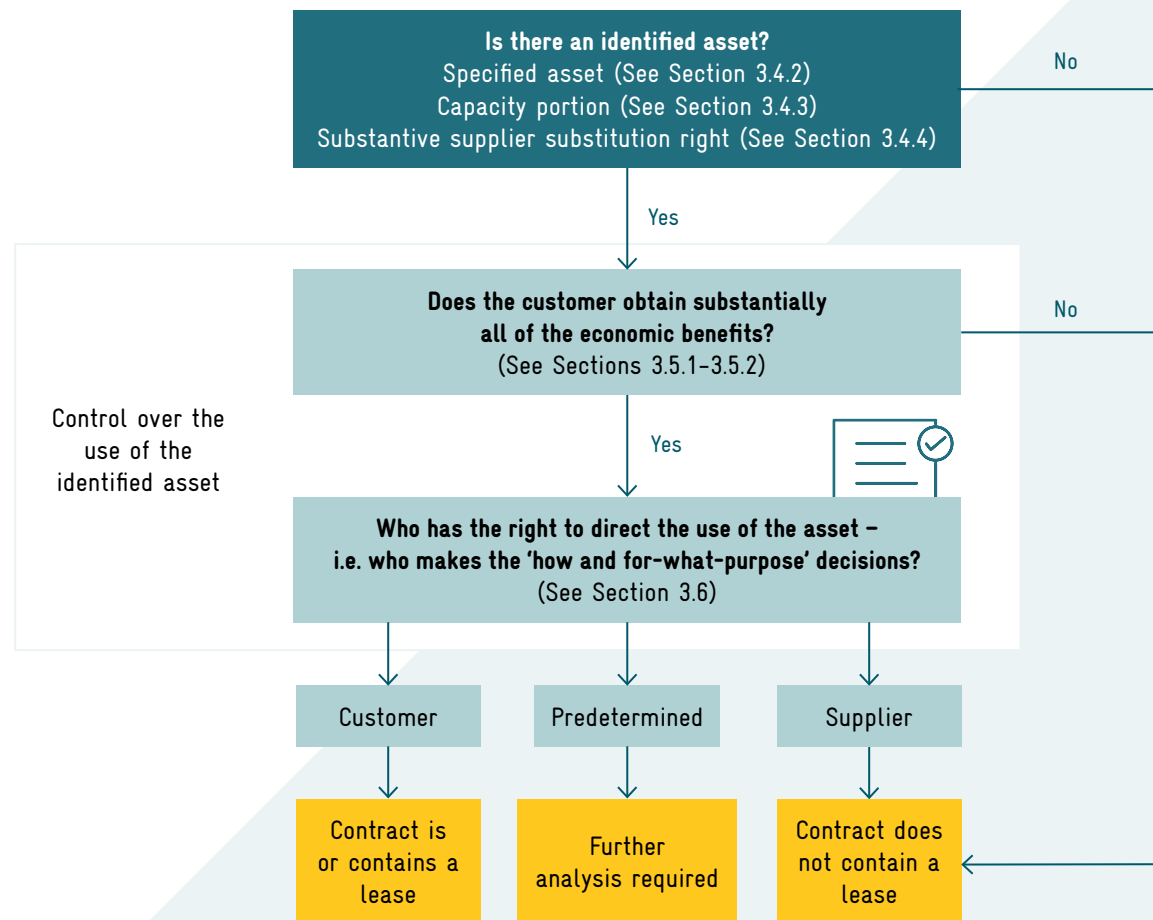 Is there an identified asset?
Specified asset (See Section 3.4.2)
Capacity portion (See Section 3.4.3)
Substantive supplier substitution right (See Section 3.4.4)
No
Yes
Does the customer obtain substantially
all of the economic benefits?
(See Sections 3.5.1–3.5.2)
No
Control over the
use of the
identified asset
Yes
Who has the right to direct the use of the asset –
i.e. who makes the ‘how and for-what-purpose’ decisions?
(See Section 3.6)
Customer
Predetermined
Supplier
Contract is
or contains a
lease
Further
analysis required
Contract does
not contain a
lease